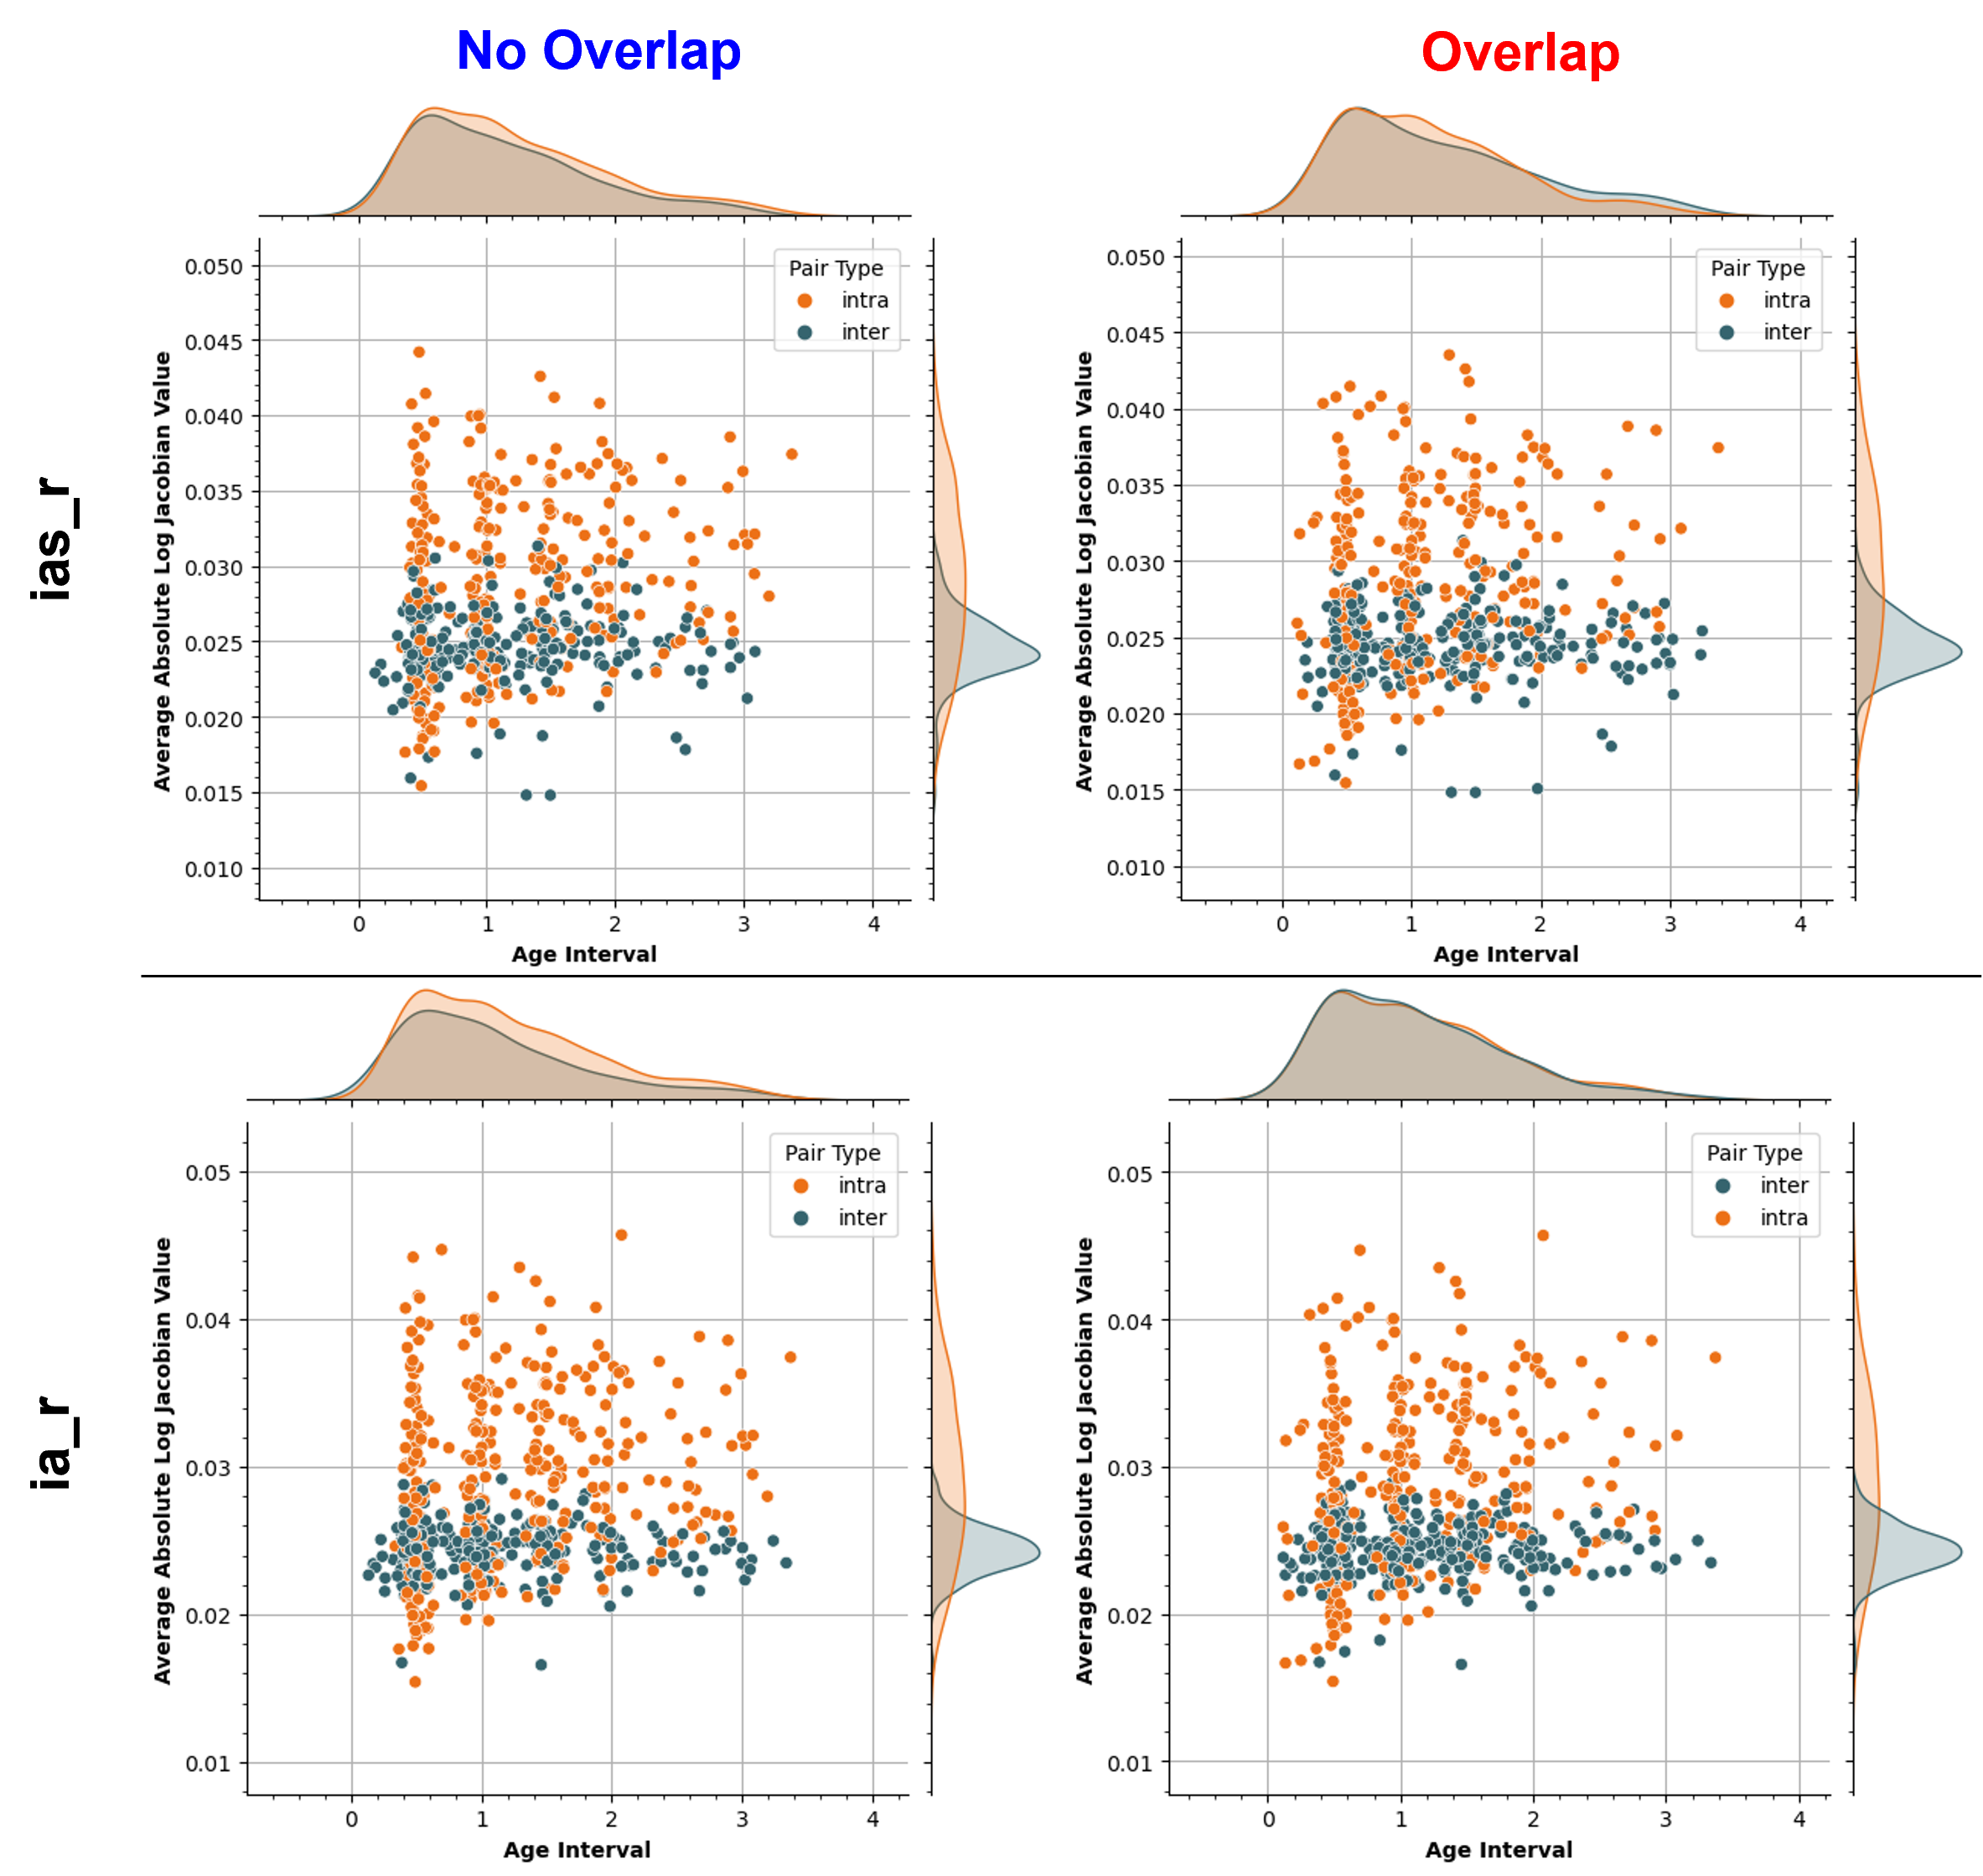 No Overlap
Overlap
ias_r
Average Absolute Log Jacobian Value
0.050
0.045
0.040
0.035
0.030
0.025
0.020
0.015
0.010
Pair Type
intra
inter
0 1 2 3 4
Age Interval
Average Absolute Log Jacobian Value
0.050
0.045
0.040
0.035
0.030
0.025
0.020
0.015
0.010
Pair Type
intra
inter
0 1 2 3 4
Age Interval
ia_r
Average Absolute Log Jacobian Value
0.05
0.04
0.03
0.02
0.01
Pair Type
intra
inter
0 1 2 3 4
Age Interval
Average Absolute Log Jacobian Value
0.05
0.04
0.03
0.02
0.01
Pair Type
inter
intra
0 1 2 3 4
Age Interval